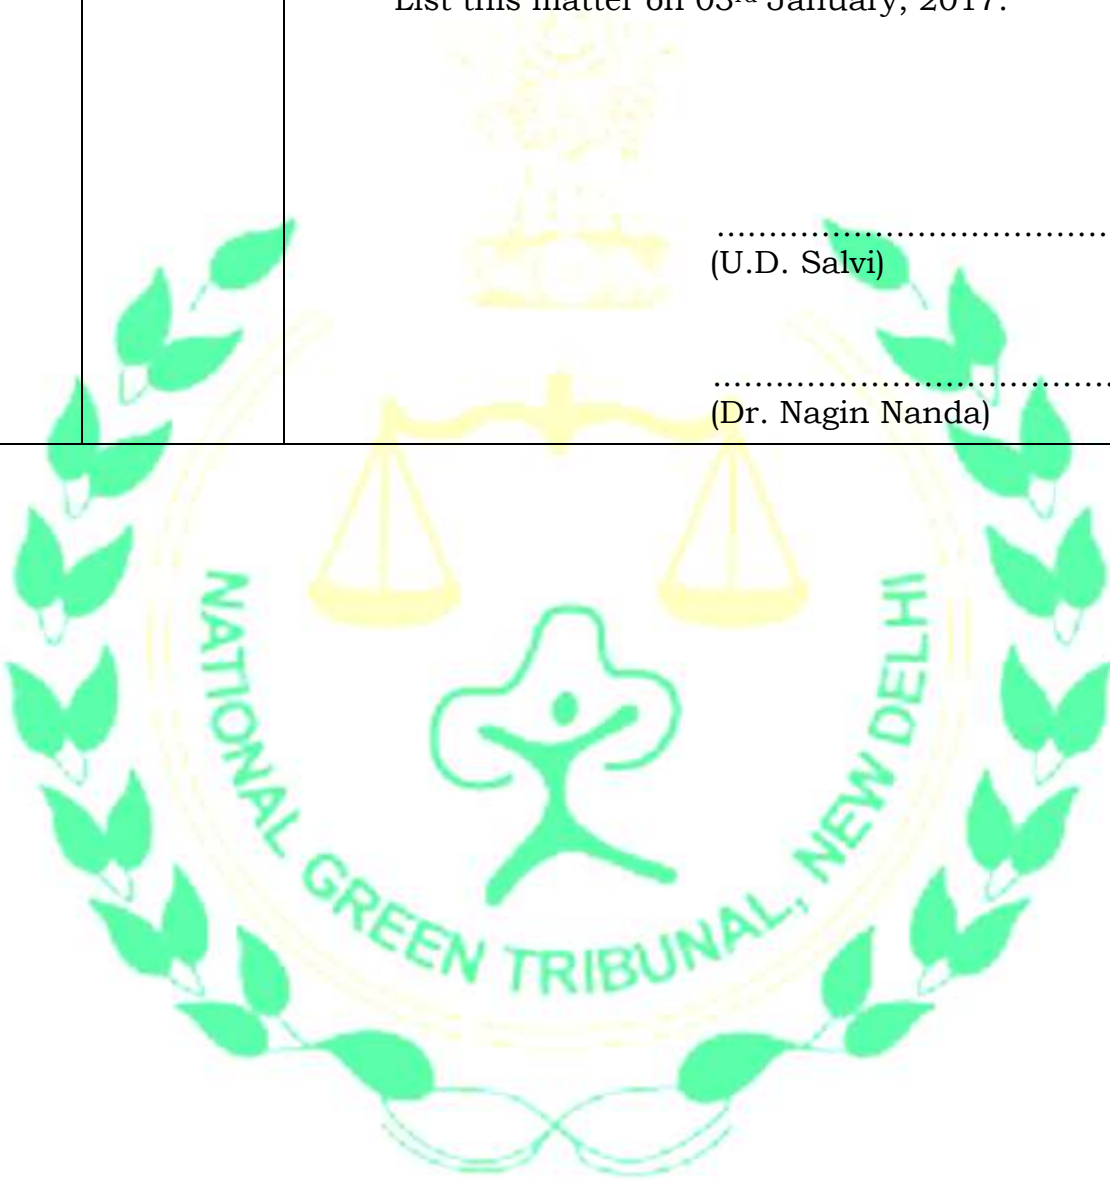 List this matter on 03rd January, 2017.
...................................
(U.D. Salvi)
...................................
(Dr. Nagin Nanda)
NATIONAL GREEN TRIBUNAL, NEW DELHI